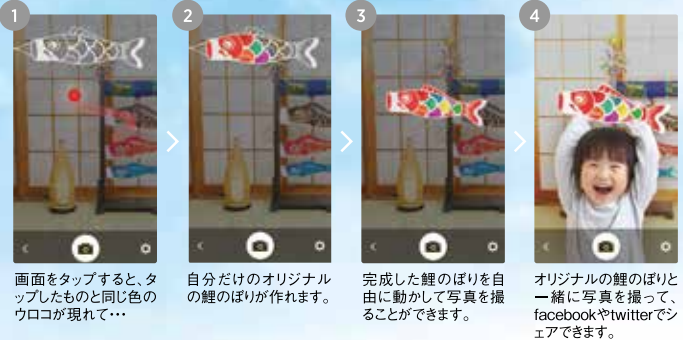 1
2
3
4
画面をタップすると、タ
ップしたものと同じ色の
ウロコが現れて・・・
自分だけのオリジナル
の鯉のぼりが作れます。
完成した鯉のぼりを自
由に動かして写真を撮
ることができます。
オリジナルの鯉のぼりと
一緒に写真を撮って、
facebookやtwitterでシ
ェアできます。